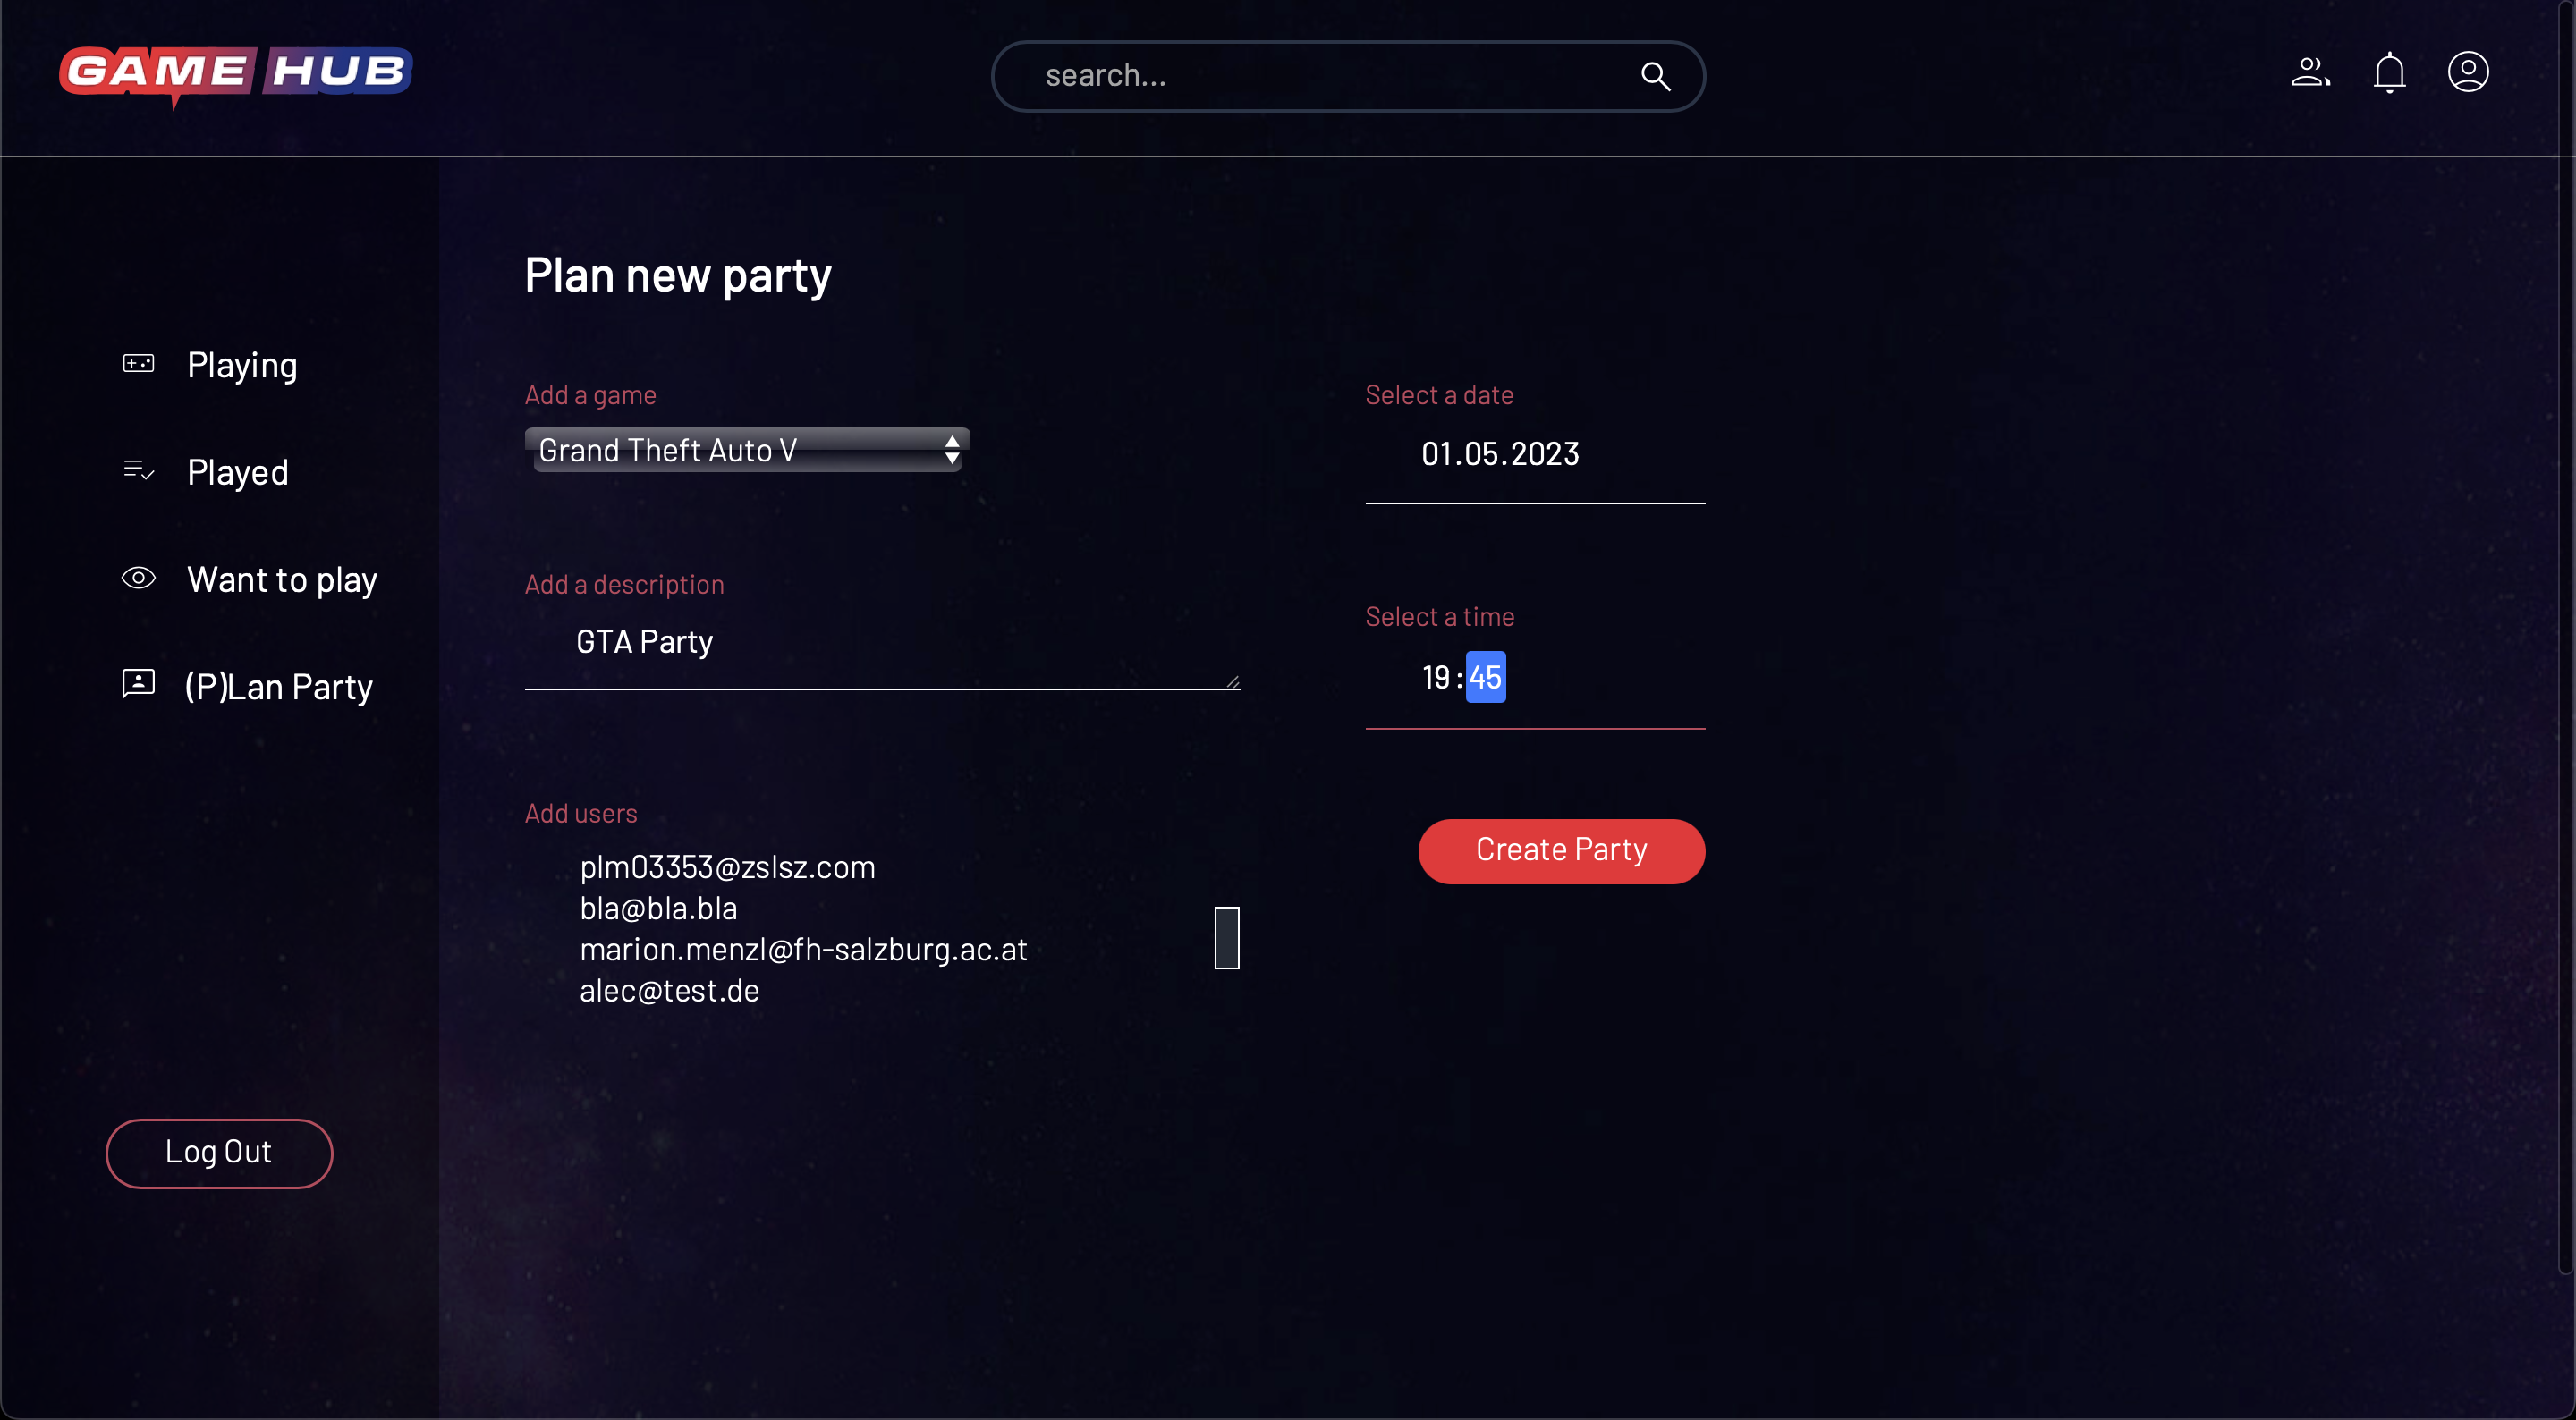 GAME HUB
search...
Playing
Played
Want to play
(P)Lan Party
Log Out
Plan new party
Add a game
Grand Theft Auto V
Add a description
GTA Party
Add users
plm03353@zslsz.com
bla@bla.bla
marion.menzl@fh-salzburg.ac.at
alec@test.de
Select a date
01.05.2023
Select a time
19:45
Create Party